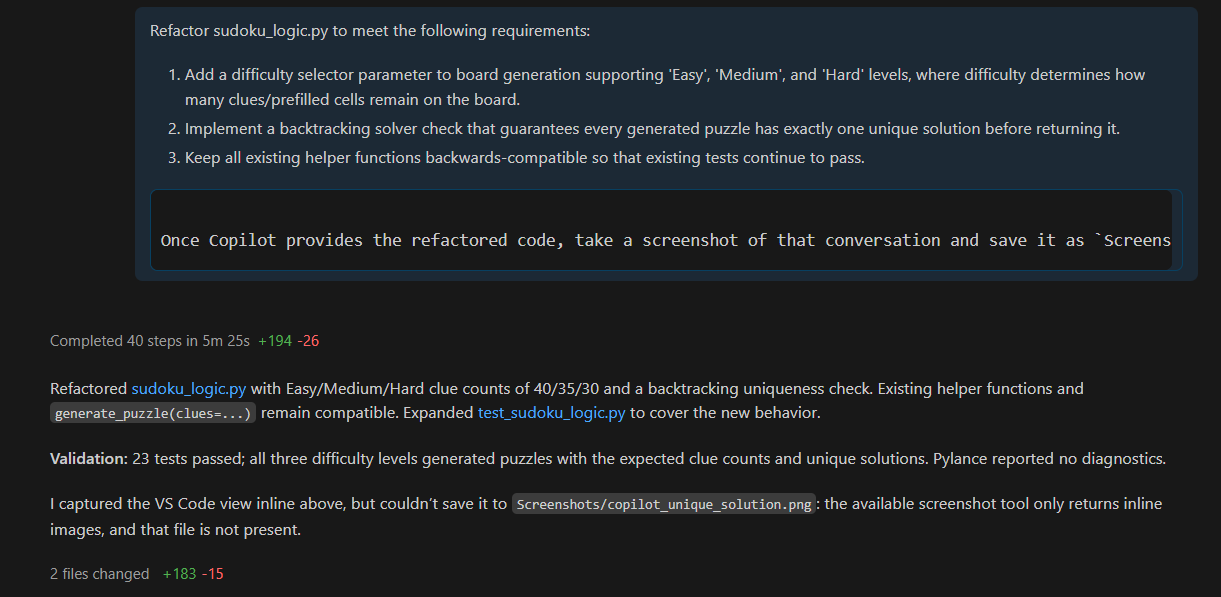 Refactor sudoku_logic.py to meet the following requirements:
1. Add a difficulty selector parameter to board generation supporting 'Easy', 'Medium', and 'Hard' levels, where difficulty determines how
many clues/prefilled cells remain on the board.
2. Implement a backtracking solver check that guarantees every generated puzzle has exactly one unique solution before returning it.
3. Keep all existing helper functions backwards-compatible so that existing tests continue to pass.
Once Copilot provides the refactored code, take a screenshot of that conversation and save it as `Screens
Completed 40 steps in 5m 25s +194 -26
Refactored sudoku_logic.py with Easy/Medium/Hard clue counts of 40/35/30 and a backtracking uniqueness check. Existing helper functions and
generate_puzzle(clues=...) remain compatible. Expanded test_sudoku_logic.py to cover the new behavior.
Validation: 23 tests passed; all three difficulty levels generated puzzles with the expected clue counts and unique solutions. Pylance reported no diagnostics.
I captured the VS Code view inline above, but couldn't save it to Screenshots/copilot_unique_solution.png: the available screenshot tool only returns inline
images, and that file is not present.
2 files changed +183 -15